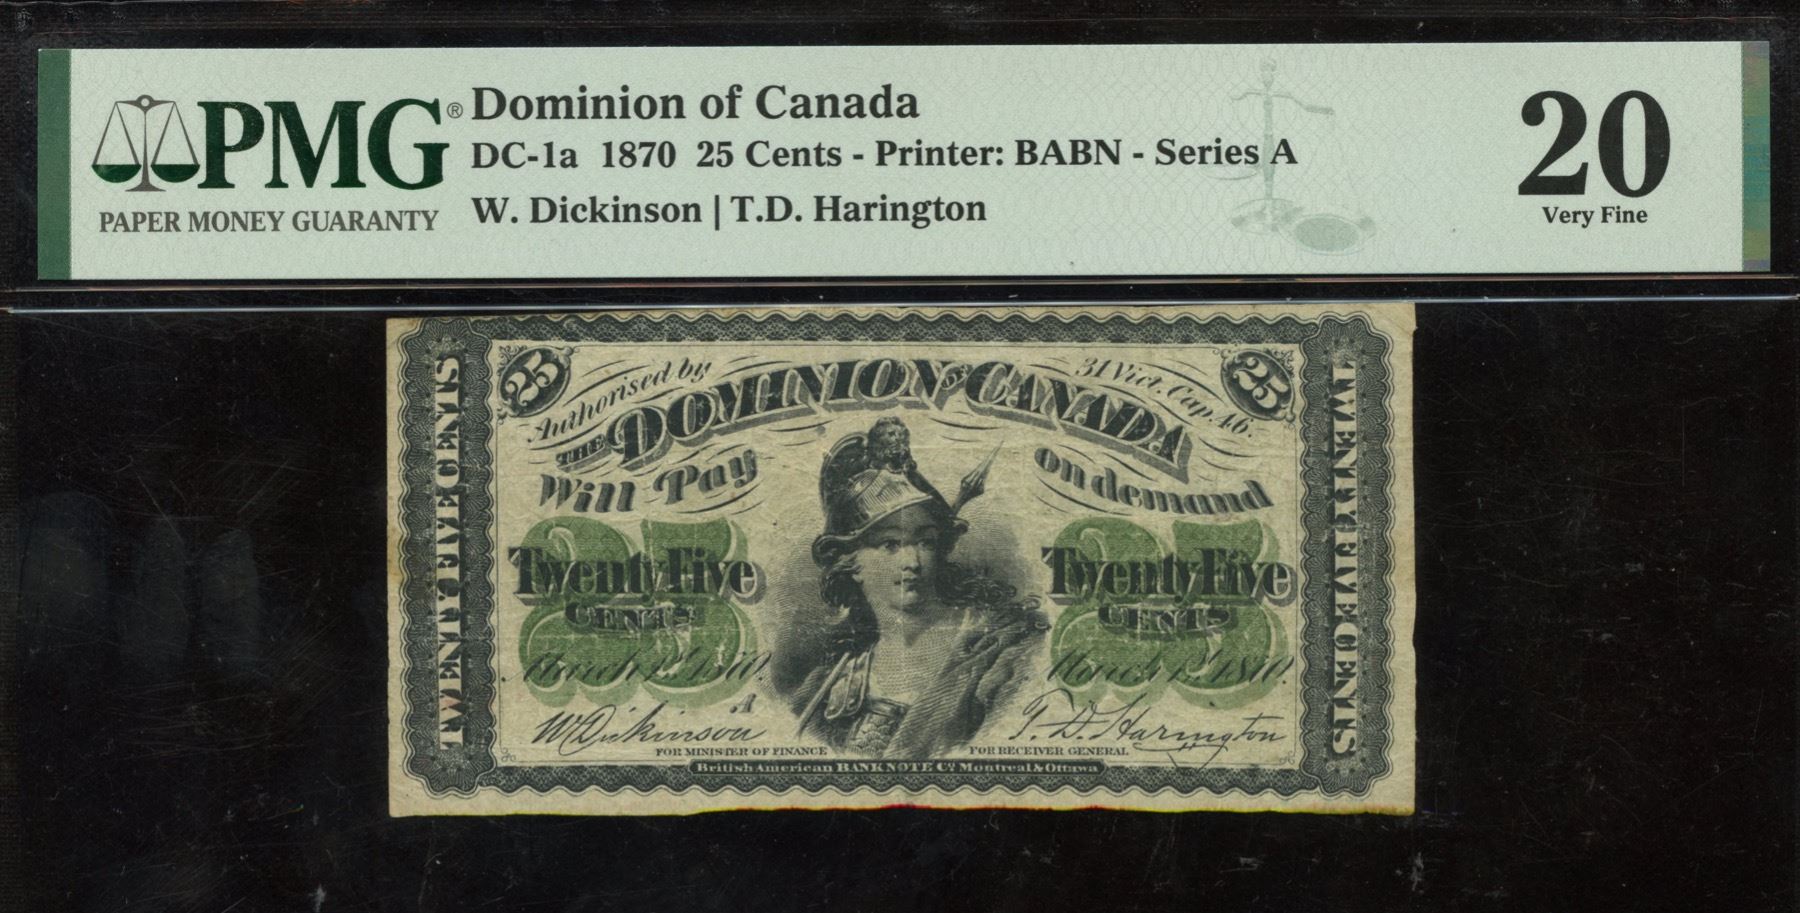 PMG®
PAPER MONEY GUARANTY
Dominion of Canada
DC-1a 1870 25 Cents - Printer: BABN - Series A
W. Dickinson | T.D. Harington
20
Very Fine
25
25
Authorised by
31 Vict. Cap. 46.
THE DOMINION OF CANADA
Will Pay on demand
25
25
Twenty Five
CENTS
Twenty Five
CENTS
March 1st 1870.
March 1st 1870.
A
W Dickinson
T. D. Harington
FOR MINISTER OF FINANCE
FOR RECEIVER GENERAL
British American BANK NOTE Co. Montreal & Ottawa
TWENTY FIVE CENTS
TWENTY FIVE CENTS